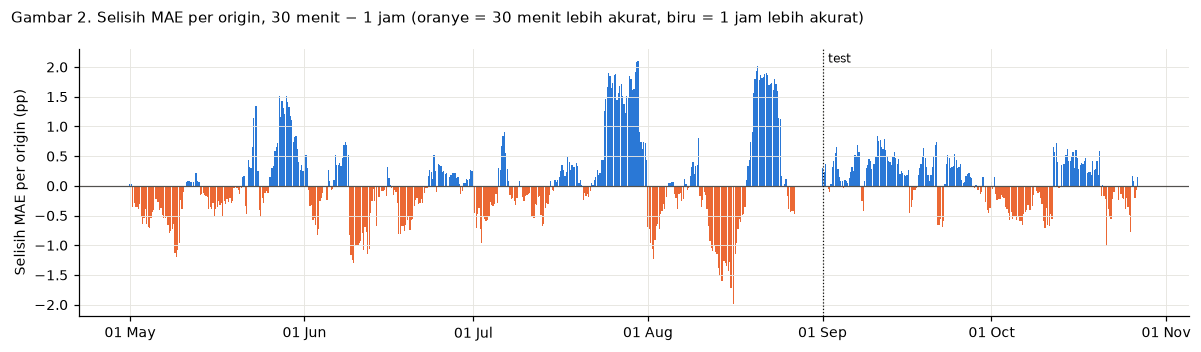 Gambar 2. Selisih MAE per origin, 30 menit − 1 jam (oranye = 30 menit lebih akurat, biru = 1 jam lebih akurat)
Selisih MAE per origin (pp)
2.0
1.5
1.0
0.5
0.0
−0.5
−1.0
−1.5
−2.0
test
01 May
01 Jun
01 Jul
01 Aug
01 Sep
01 Oct
01 Nov